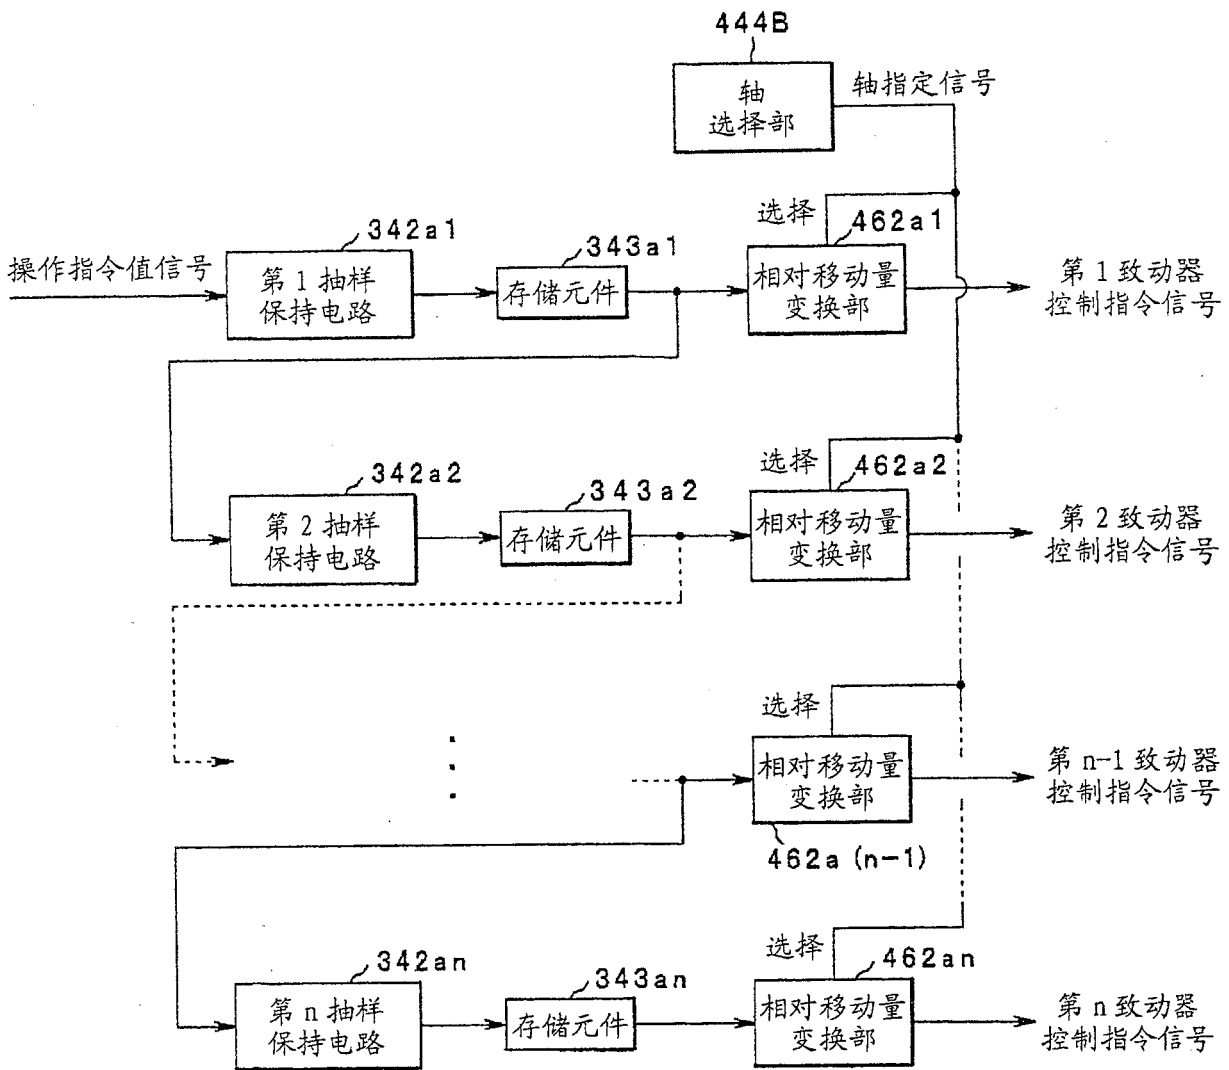 444B
轴
选择部
轴指定信号
选择
462a1
342a1
343a1
操作指令值信号
第1抽样
保持电路
存储元件
相对移动量
变换部
第1致动器
控制指令信号
选择
462a2
342a2
343a2
第2抽样
保持电路
存储元件
相对移动量
变换部
第2致动器
控制指令信号
选择
相对移动量
变换部
第n-1致动器
控制指令信号
462a (n-1)
选择
462an
342an
343an
第n抽样
保持电路
存储元件
相对移动量
变换部
第n致动器
控制指令信号